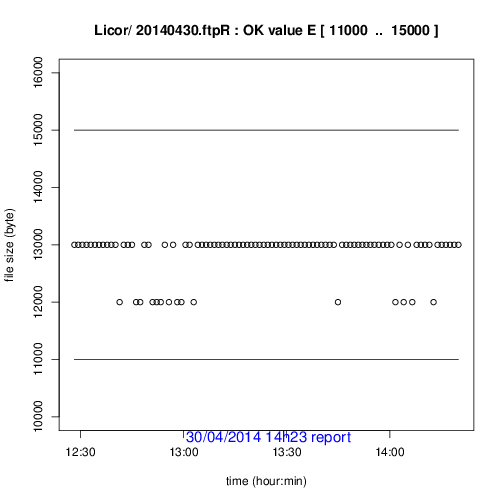 Licor/ 20140430.ftpR : OK value E [ 11000 .. 15000 ]
file size (byte)
16000
15000
14000
13000
12000
11000
10000
30/04/2014 14h23 report
12:30 13:00 13:30 14:00
time (hour:min)